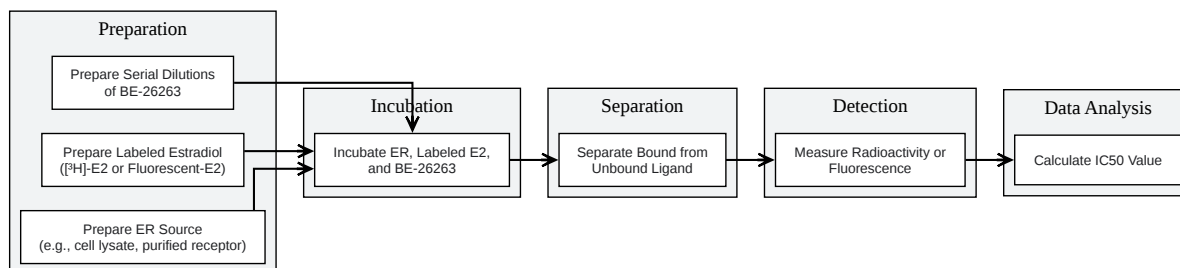 Preparation
Prepare Serial Dilutions
of BE-26263
Prepare Labeled Estradiol
([³H]-E2 or Fluorescent-E2)
Prepare ER Source
(e.g., cell lysate, purified receptor)
Incubation
Incubate ER, Labeled E2,
and BE-26263
Separation
Separate Bound from
Unbound Ligand
Detection
Measure Radioactivity or
Fluorescence
Data Analysis
Calculate IC50 Value